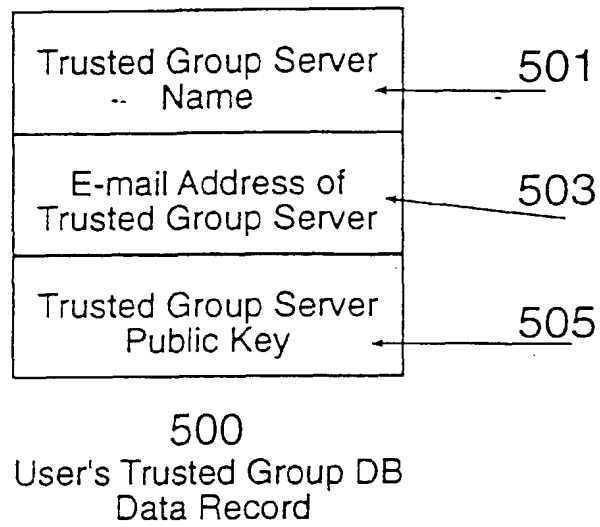 Trusted Group Server
Name
501
E-mail Address of
Trusted Group Server
503
Trusted Group Server
Public Key
505
500
User's Trusted Group DB
Data Record